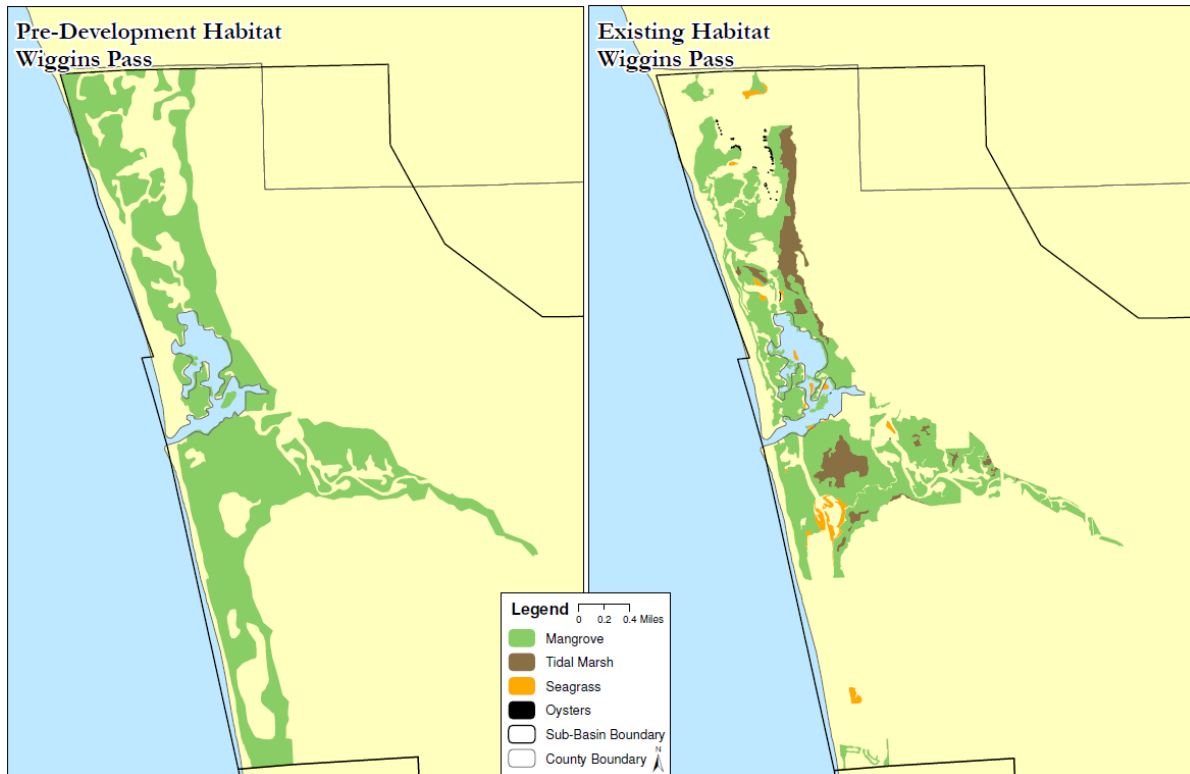 Pre-Development Habitat
Wiggins Pass
Existing Habitat
Wiggins Pass
Legend
0 0.2 0.4 Miles
Mangrove
Tidal Marsh
Seagrass
Oysters
Sub-Basin Boundary
County Boundary
N